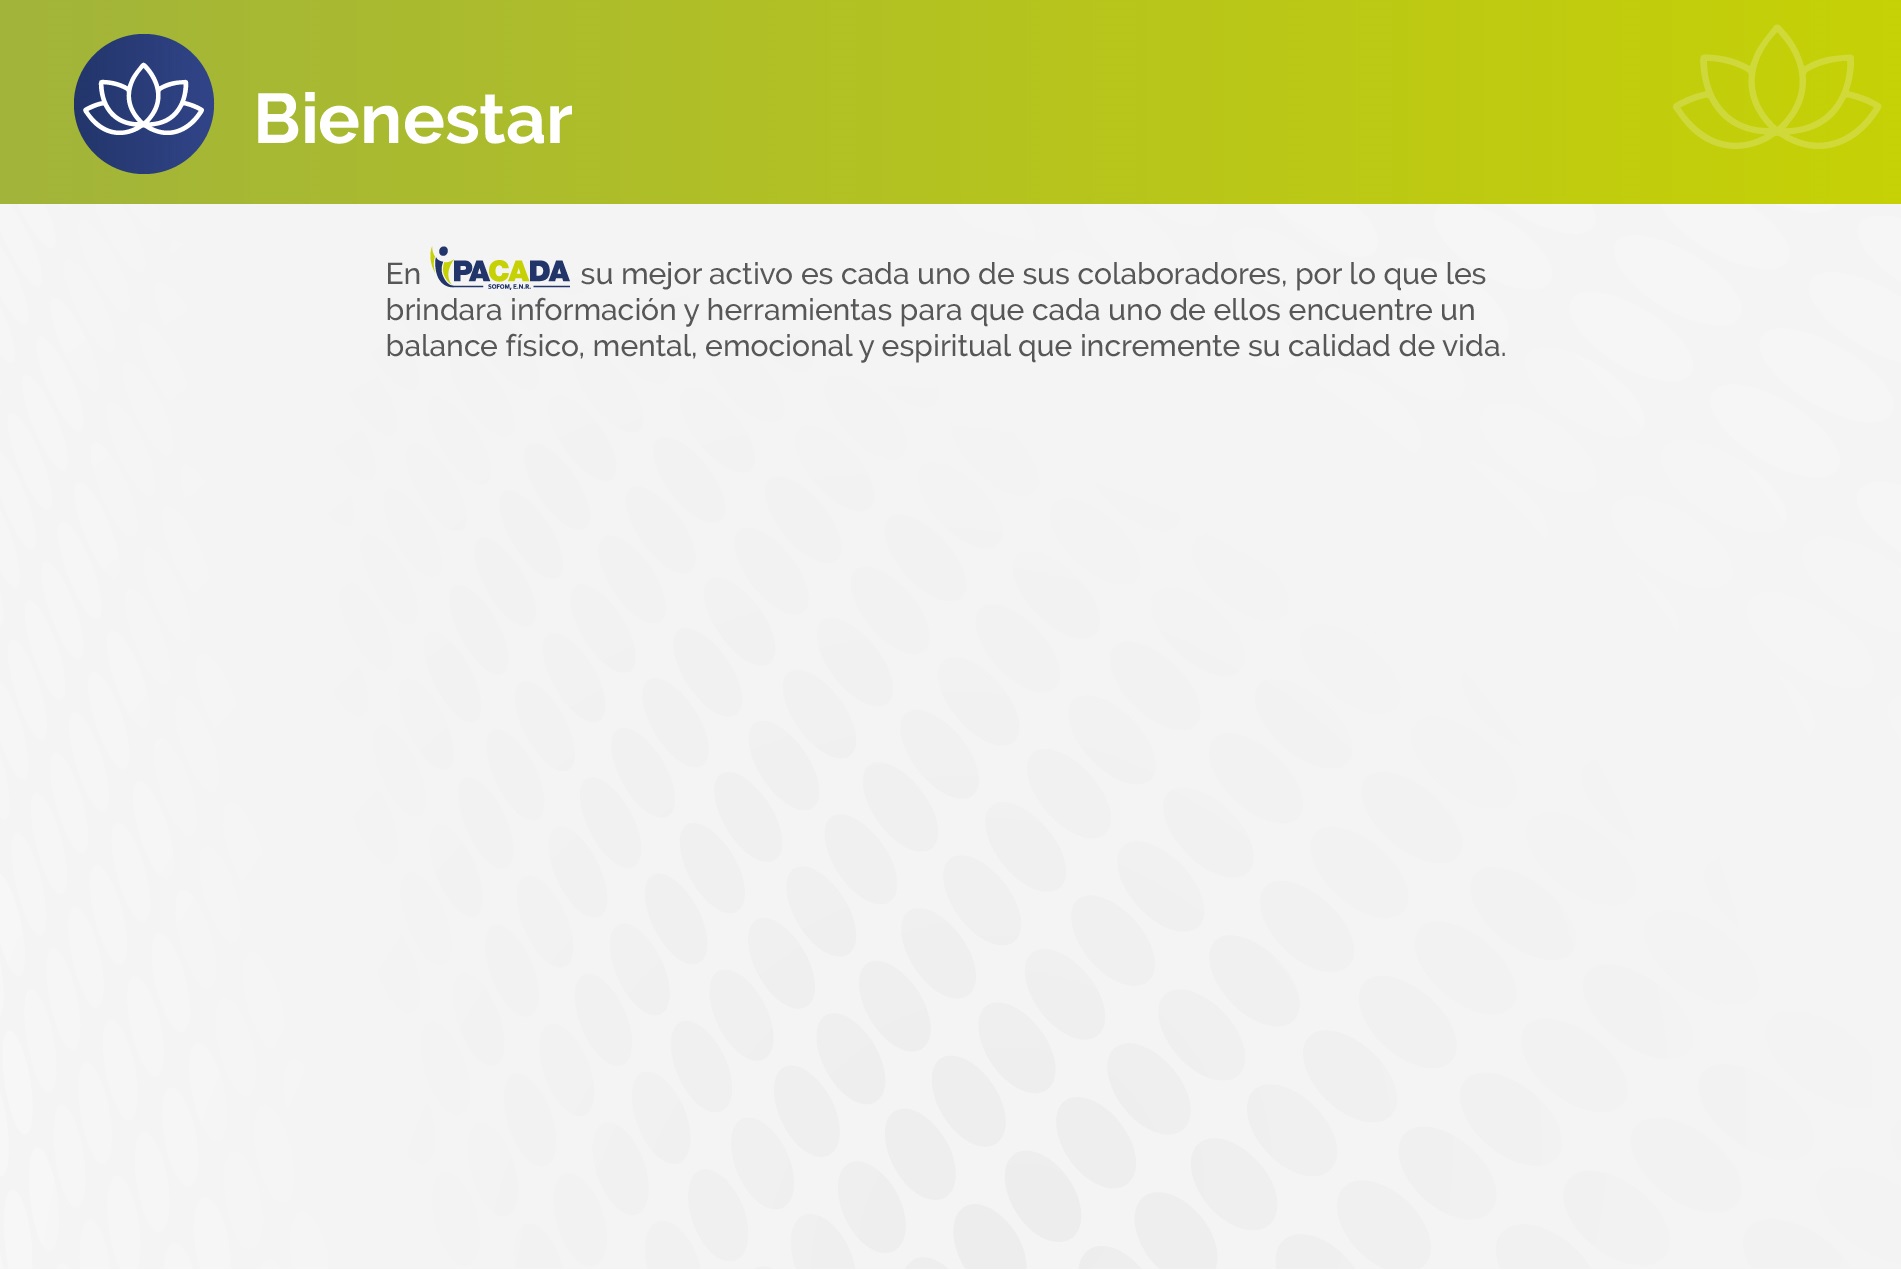 Bienestar
En PACADA su mejor activo es cada uno de sus colaboradores, por lo que les
SOFOM, E.N.R.
brindara información y herramientas para que cada uno de ellos encuentre un
balance físico, mental, emocional y espiritual que incremente su calidad de vida.